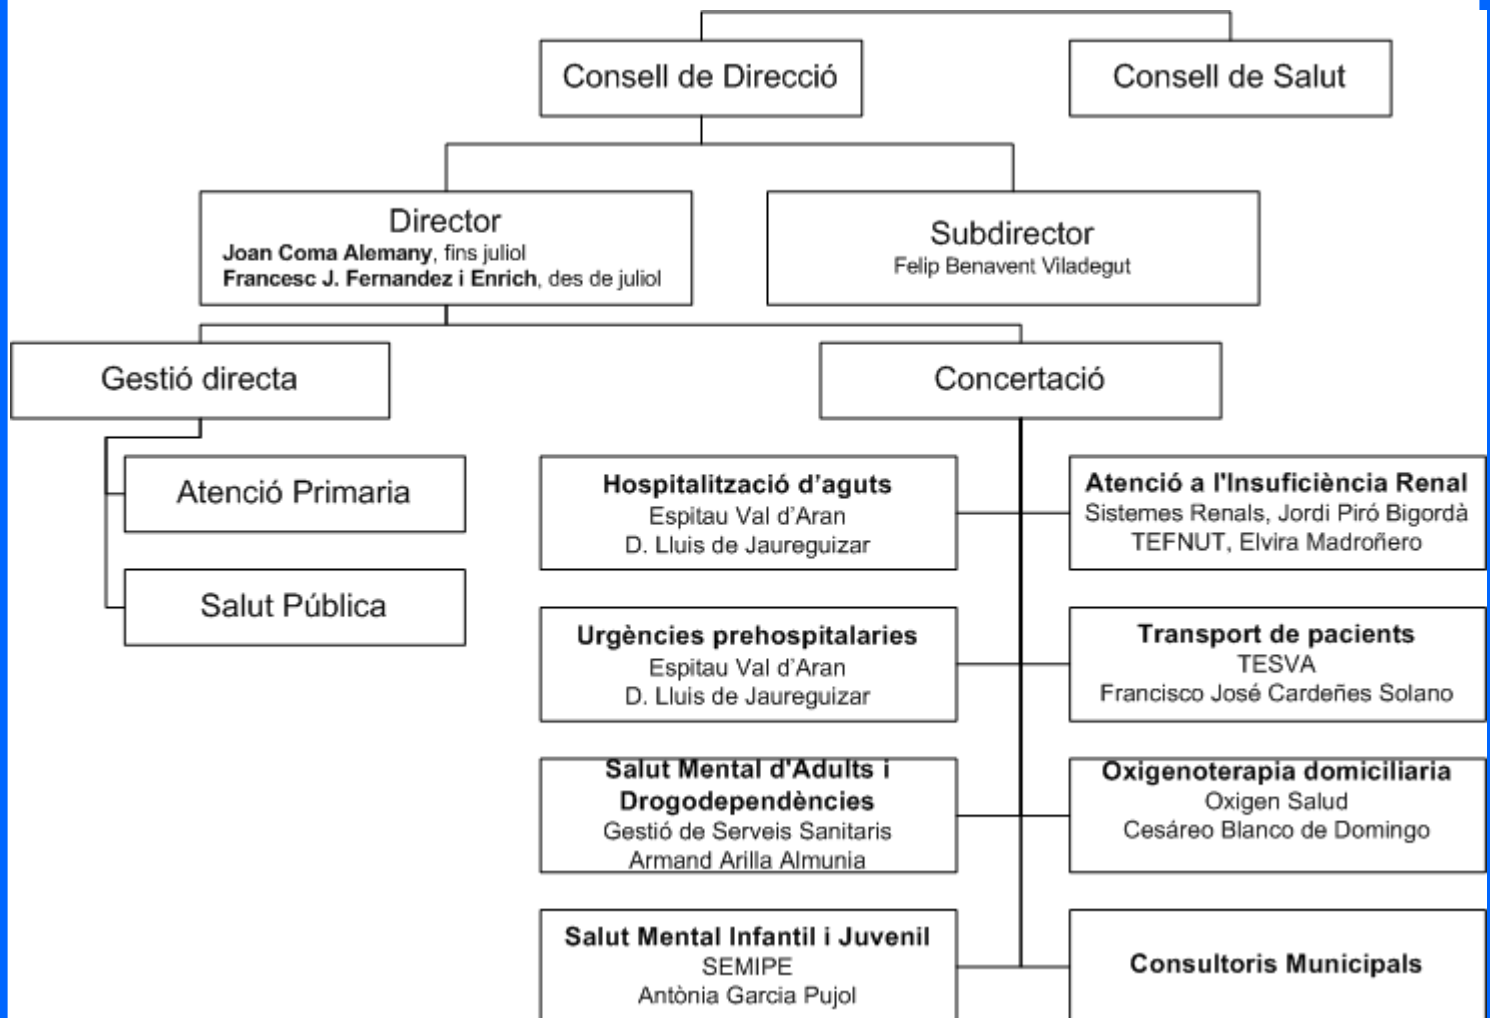 Consell de Direcció
Consell de Salut
Director
Joan Coma Alemany, fins juliol
Francesc J. Fernandez i Enrich, des de juliol
Subdirector
Felip Benavent Viladegut
Gestió directa
Concertació
Atenció Primaria
Salut Pública
Hospitalització d’aguts
Espitau Val d’Aran
D. Lluis de Jaureguizar
Atenció a l'Insuficiència Renal
Sistemes Renals, Jordi Piró Bigordà
TEFNUT, Elvira Madroñero
Urgències prehospitalaries
Espitau Val d’Aran
D. Lluis de Jaureguizar
Transport de pacients
TESVA
Francisco José Cardeñes Solano
Salut Mental d'Adults i
Drogodependències
Gestió de Serveis Sanitaris
Armand Arilla Almunia
Oxigenoterapia domiciliaria
Oxigen Salud
Cesáreo Blanco de Domingo
Salut Mental Infantil i Juvenil
SEMIPE
Antònia Garcia Pujol
Consultoris Municipals